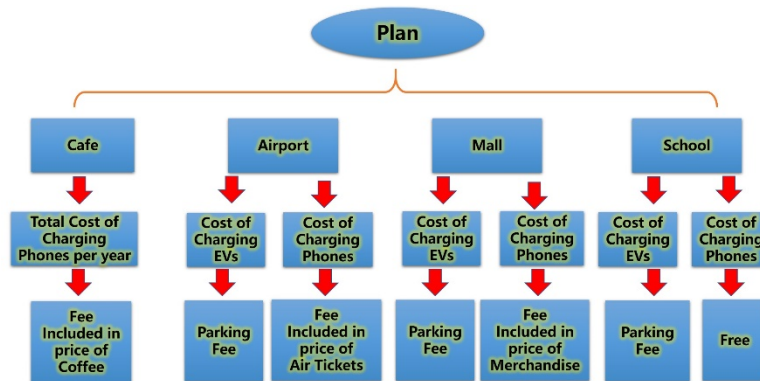 Plan
Cafe
Airport
Mall
School
Total Cost of
Charging
Phones per year
Cost of
Charging
EVs
Cost of
Charging
Phones
Cost of
Charging
EVs
Cost of
Charging
Phones
Cost of
Charging
EVs
Cost of
Charging
Phones
Fee
Included in
price of
Coffee
Parking
Fee
Fee
Included in
price of
Air Tickets
Parking
Fee
Fee
Included in
price of
Merchandise
Parking
Fee
Free